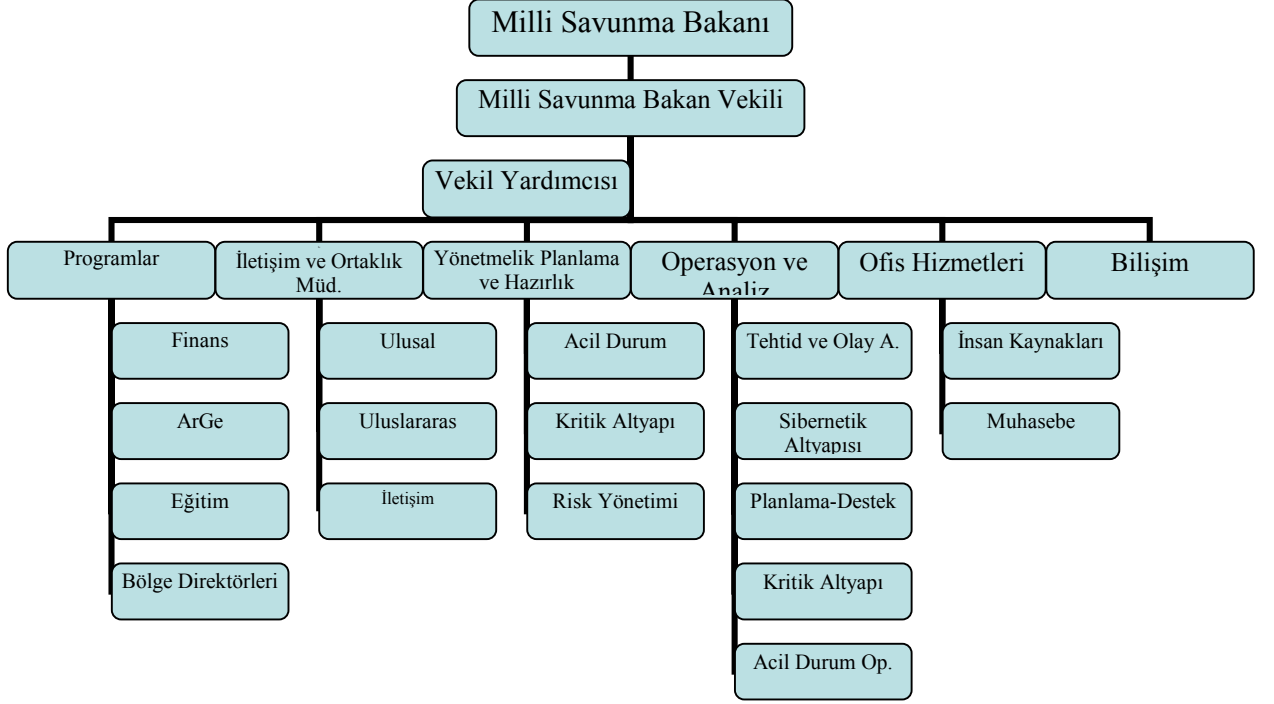 Milli Savunma Bakanı
Milli Savunma Bakan Vekili
Vekil Yardımcısı
Programlar
İletişim ve Ortaklık
Müd.
Yönetmelik Planlama
ve Hazırlık
Operasyon ve
Analiz
Ofis Hizmetleri
Bilişim
Finans
Ulusal
Acil Durum
Tehtid ve Olay A.
İnsan Kaynakları
ArGe
Uluslararas
Kritik Altyapı
Sibernetik
Altyapısı
Muhasebe
Eğitim
İletişim
Risk Yönetimi
Planlama-Destek
Bölge Direktörleri
Kritik Altyapı
Acil Durum Op.